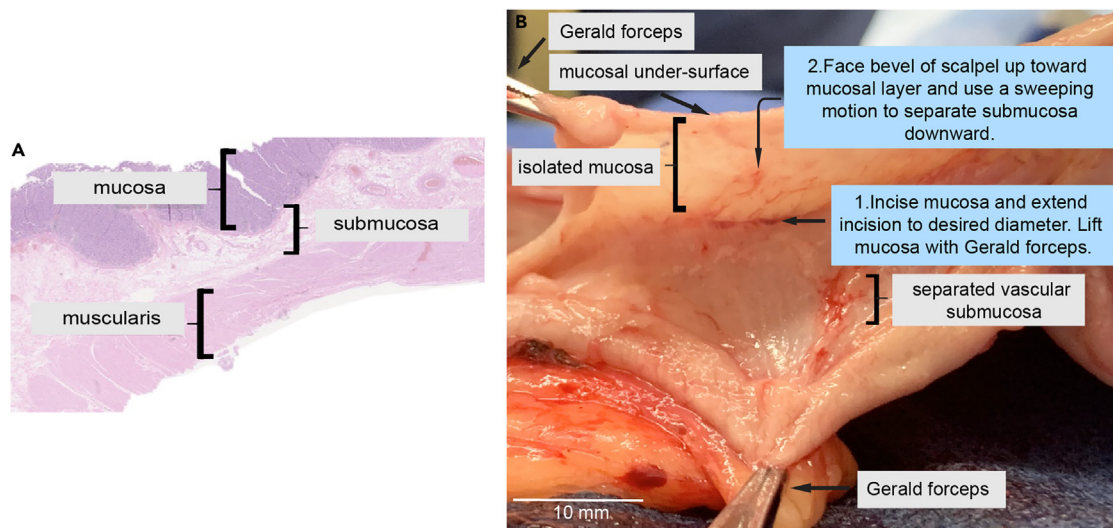 A
mucosa
submucosa
muscularis
B
Gerald forceps
mucosal under-surface
2.Face bevel of scalpel up toward
mucosal layer and use a sweeping
motion to separate submucosa
downward.
isolated mucosa
1.Incise mucosa and extend
incision to desired diameter. Lift
mucosa with Gerald forceps.
separated vascular
submucosa
Gerald forceps
10 mm